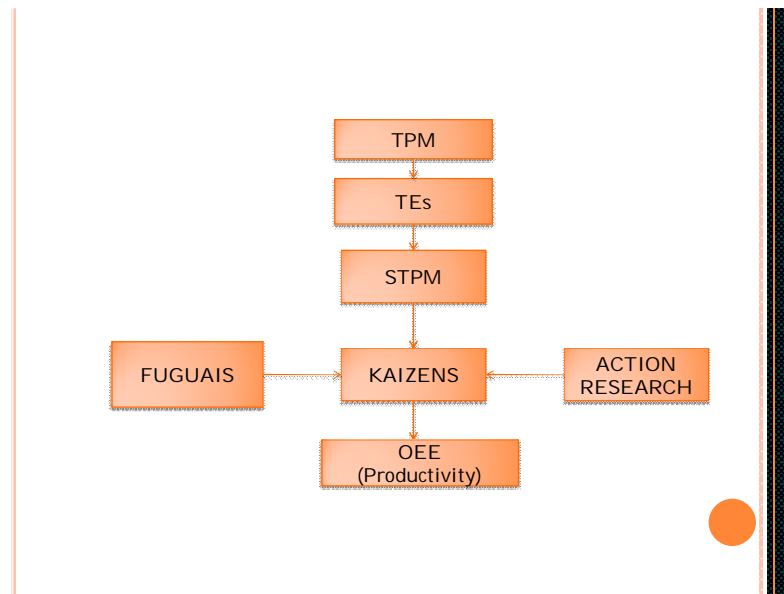 TPM
TEs
STPM
FUGUAIS
KAIZENS
ACTION
RESEARCH
OEE
(Productivity)